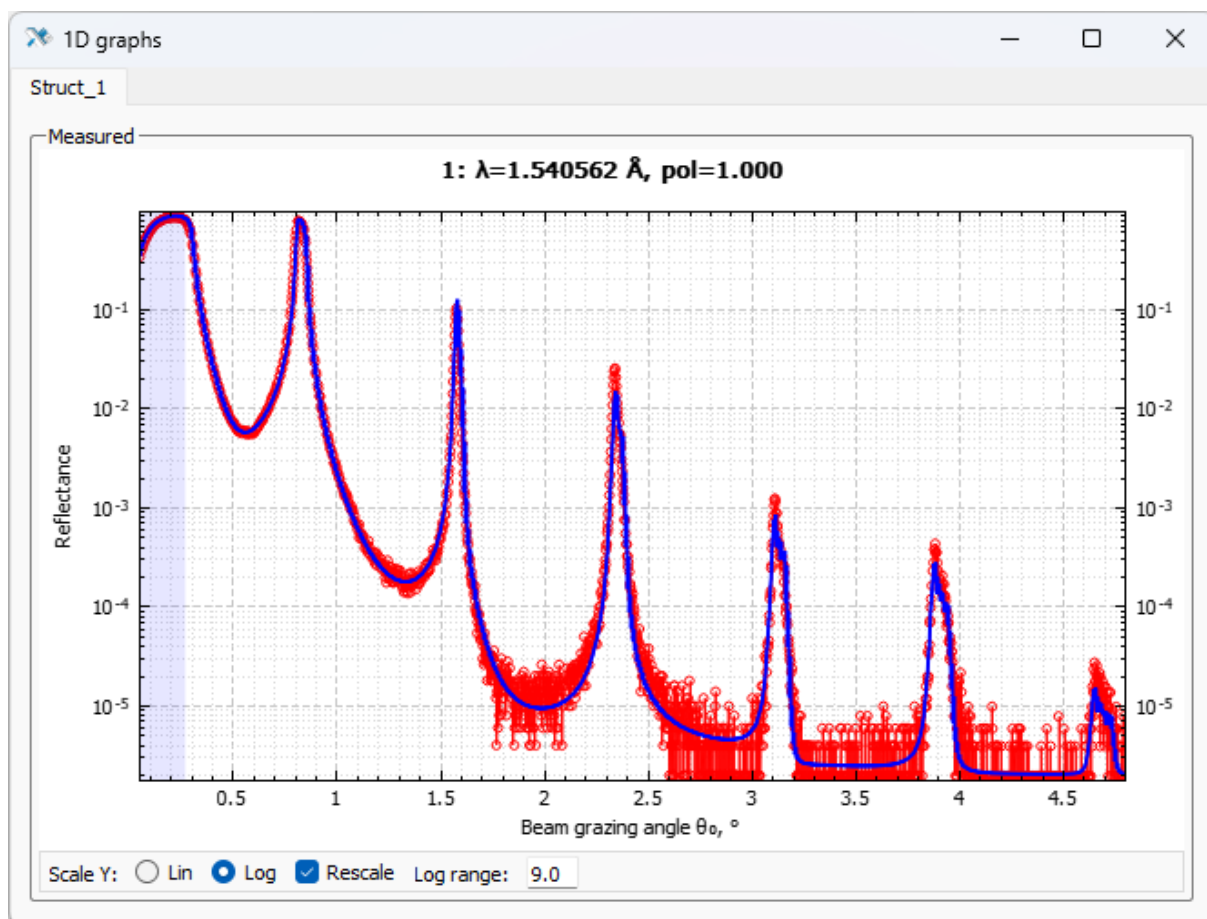 1D graphs
Struct_1
Measured
1: λ=1.540562 Å, pol=1.000
10⁻¹ 10⁻¹
10⁻² 10⁻²
10⁻³ 10⁻³
10⁻⁴ 10⁻⁴
10⁻⁵ 10⁻⁵
Reflectance
0.5 1 1.5 2 2.5 3 3.5 4 4.5
Beam grazing angle θ₀, °
Scale Y: Lin Log Rescale Log range: 9.0